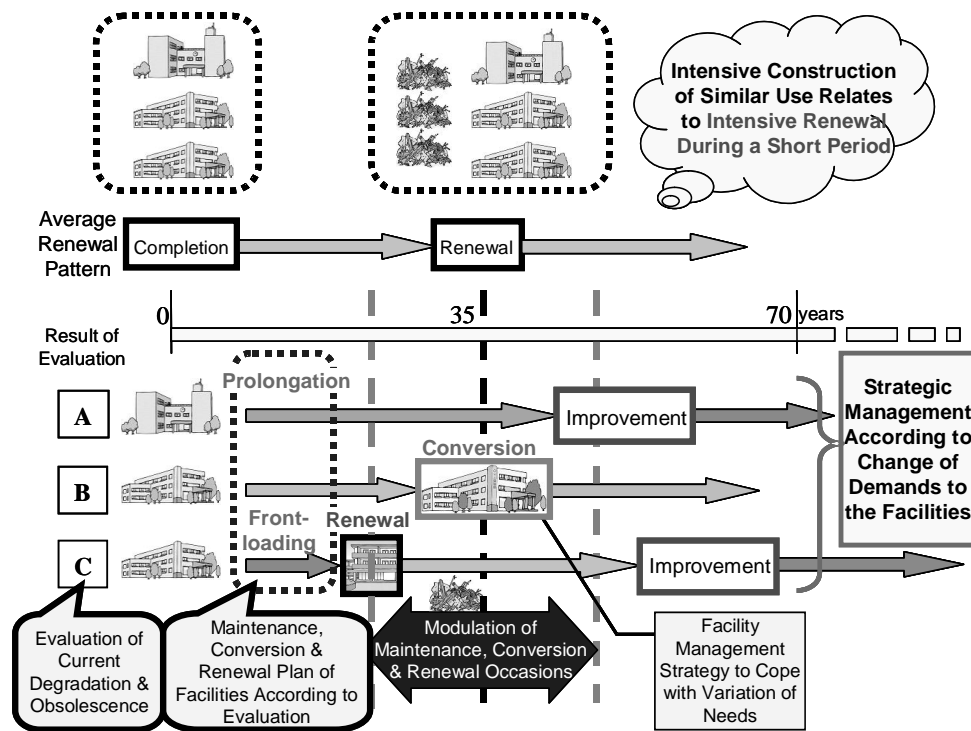 Intensive Construction
of Similar Use Relates
to Intensive Renewal
During a Short Period
Average
Renewal
Pattern
Completion
Renewal
0
35
70
years
Result of
Evaluation
Prolongation
A
Improvement
Conversion
B
Front-
loading
Renewal
C
Improvement
Strategic
Management
According to
Change of
Demands to
the Facilities
Evaluation of
Current
Degradation &
Obsolescence
Maintenance,
Conversion &
Renewal Plan of
Facilities According to
Evaluation
Modulation of
Maintenance, Conversion
& Renewal Occasions
Facility
Management
Strategy to Cope
with Variation of
Needs